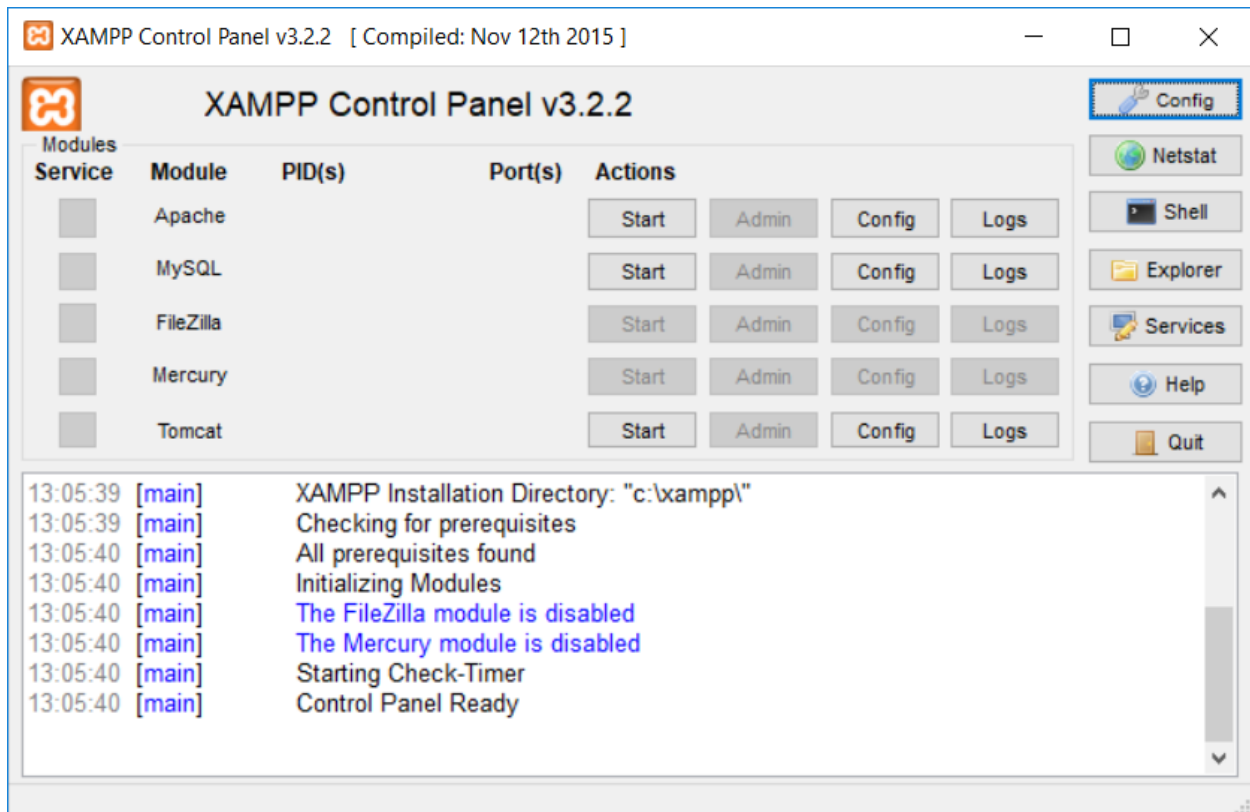 XAMPP Control Panel v3.2.2 [ Compiled: Nov 12th 2015 ]
XAMPP Control Panel v3.2.2
Config
Netstat
Shell
Explorer
Services
Help
Quit
Modules
Service Module PID(s) Port(s) Actions
Apache Start Admin Config Logs
MySQL Start Admin Config Logs
FileZilla Start Admin Config Logs
Mercury Start Admin Config Logs
Tomcat Start Admin Config Logs
13:05:39 [main] XAMPP Installation Directory: "c:\xampp\"
13:05:39 [main] Checking for prerequisites
13:05:40 [main] All prerequisites found
13:05:40 [main] Initializing Modules
13:05:40 [main] The FileZilla module is disabled
13:05:40 [main] The Mercury module is disabled
13:05:40 [main] Starting Check-Timer
13:05:40 [main] Control Panel Ready